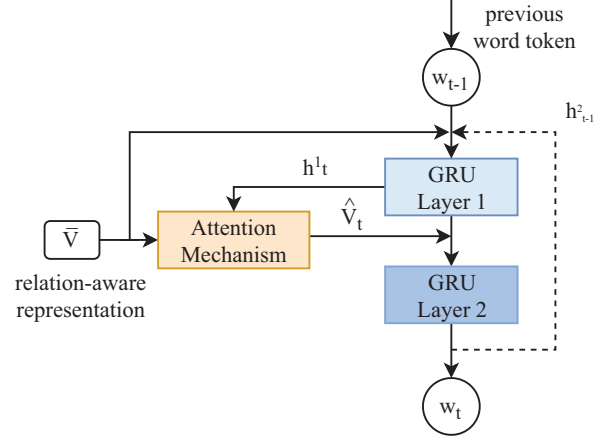 previous
word token
w_{t-1}
h²_{t-1}
h¹_t
GRU
Layer 1
V̂_t
Attention
Mechanism
V̄
relation-aware
representation
GRU
Layer 2
w_t